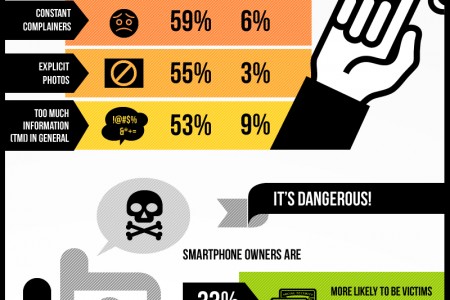 CONSTANT
COMPLAINERS
59% 6%
EXPLICIT
PHOTOS
55% 3%
TOO MUCH
INFORMATION
(TMI) IN GENERAL
!@#$%
&*+=
53% 9%
IT'S DANGEROUS!
SMARTPHONE OWNERS ARE
MORE LIKELY TO BE VICTIMS